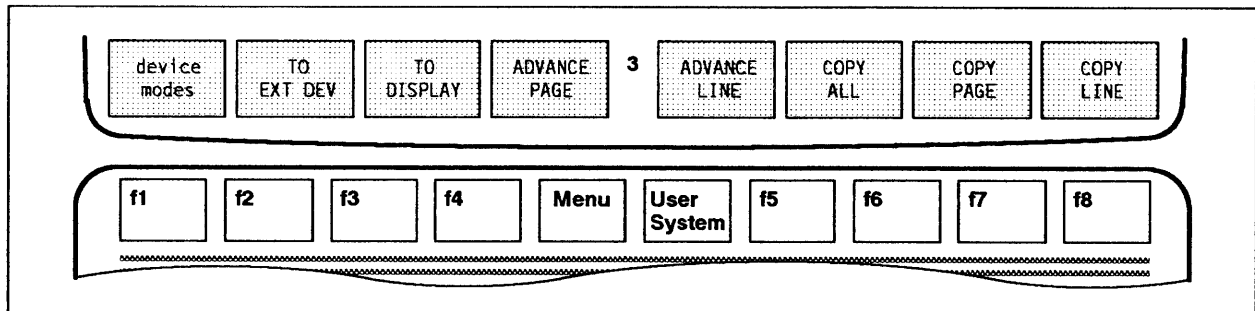 device modes TO EXT DEV TO DISPLAY ADVANCE PAGE 3 ADVANCE LINE COPY ALL COPY PAGE COPY LINE
f1 f2 f3 f4 Menu User System f5 f6 f7 f8